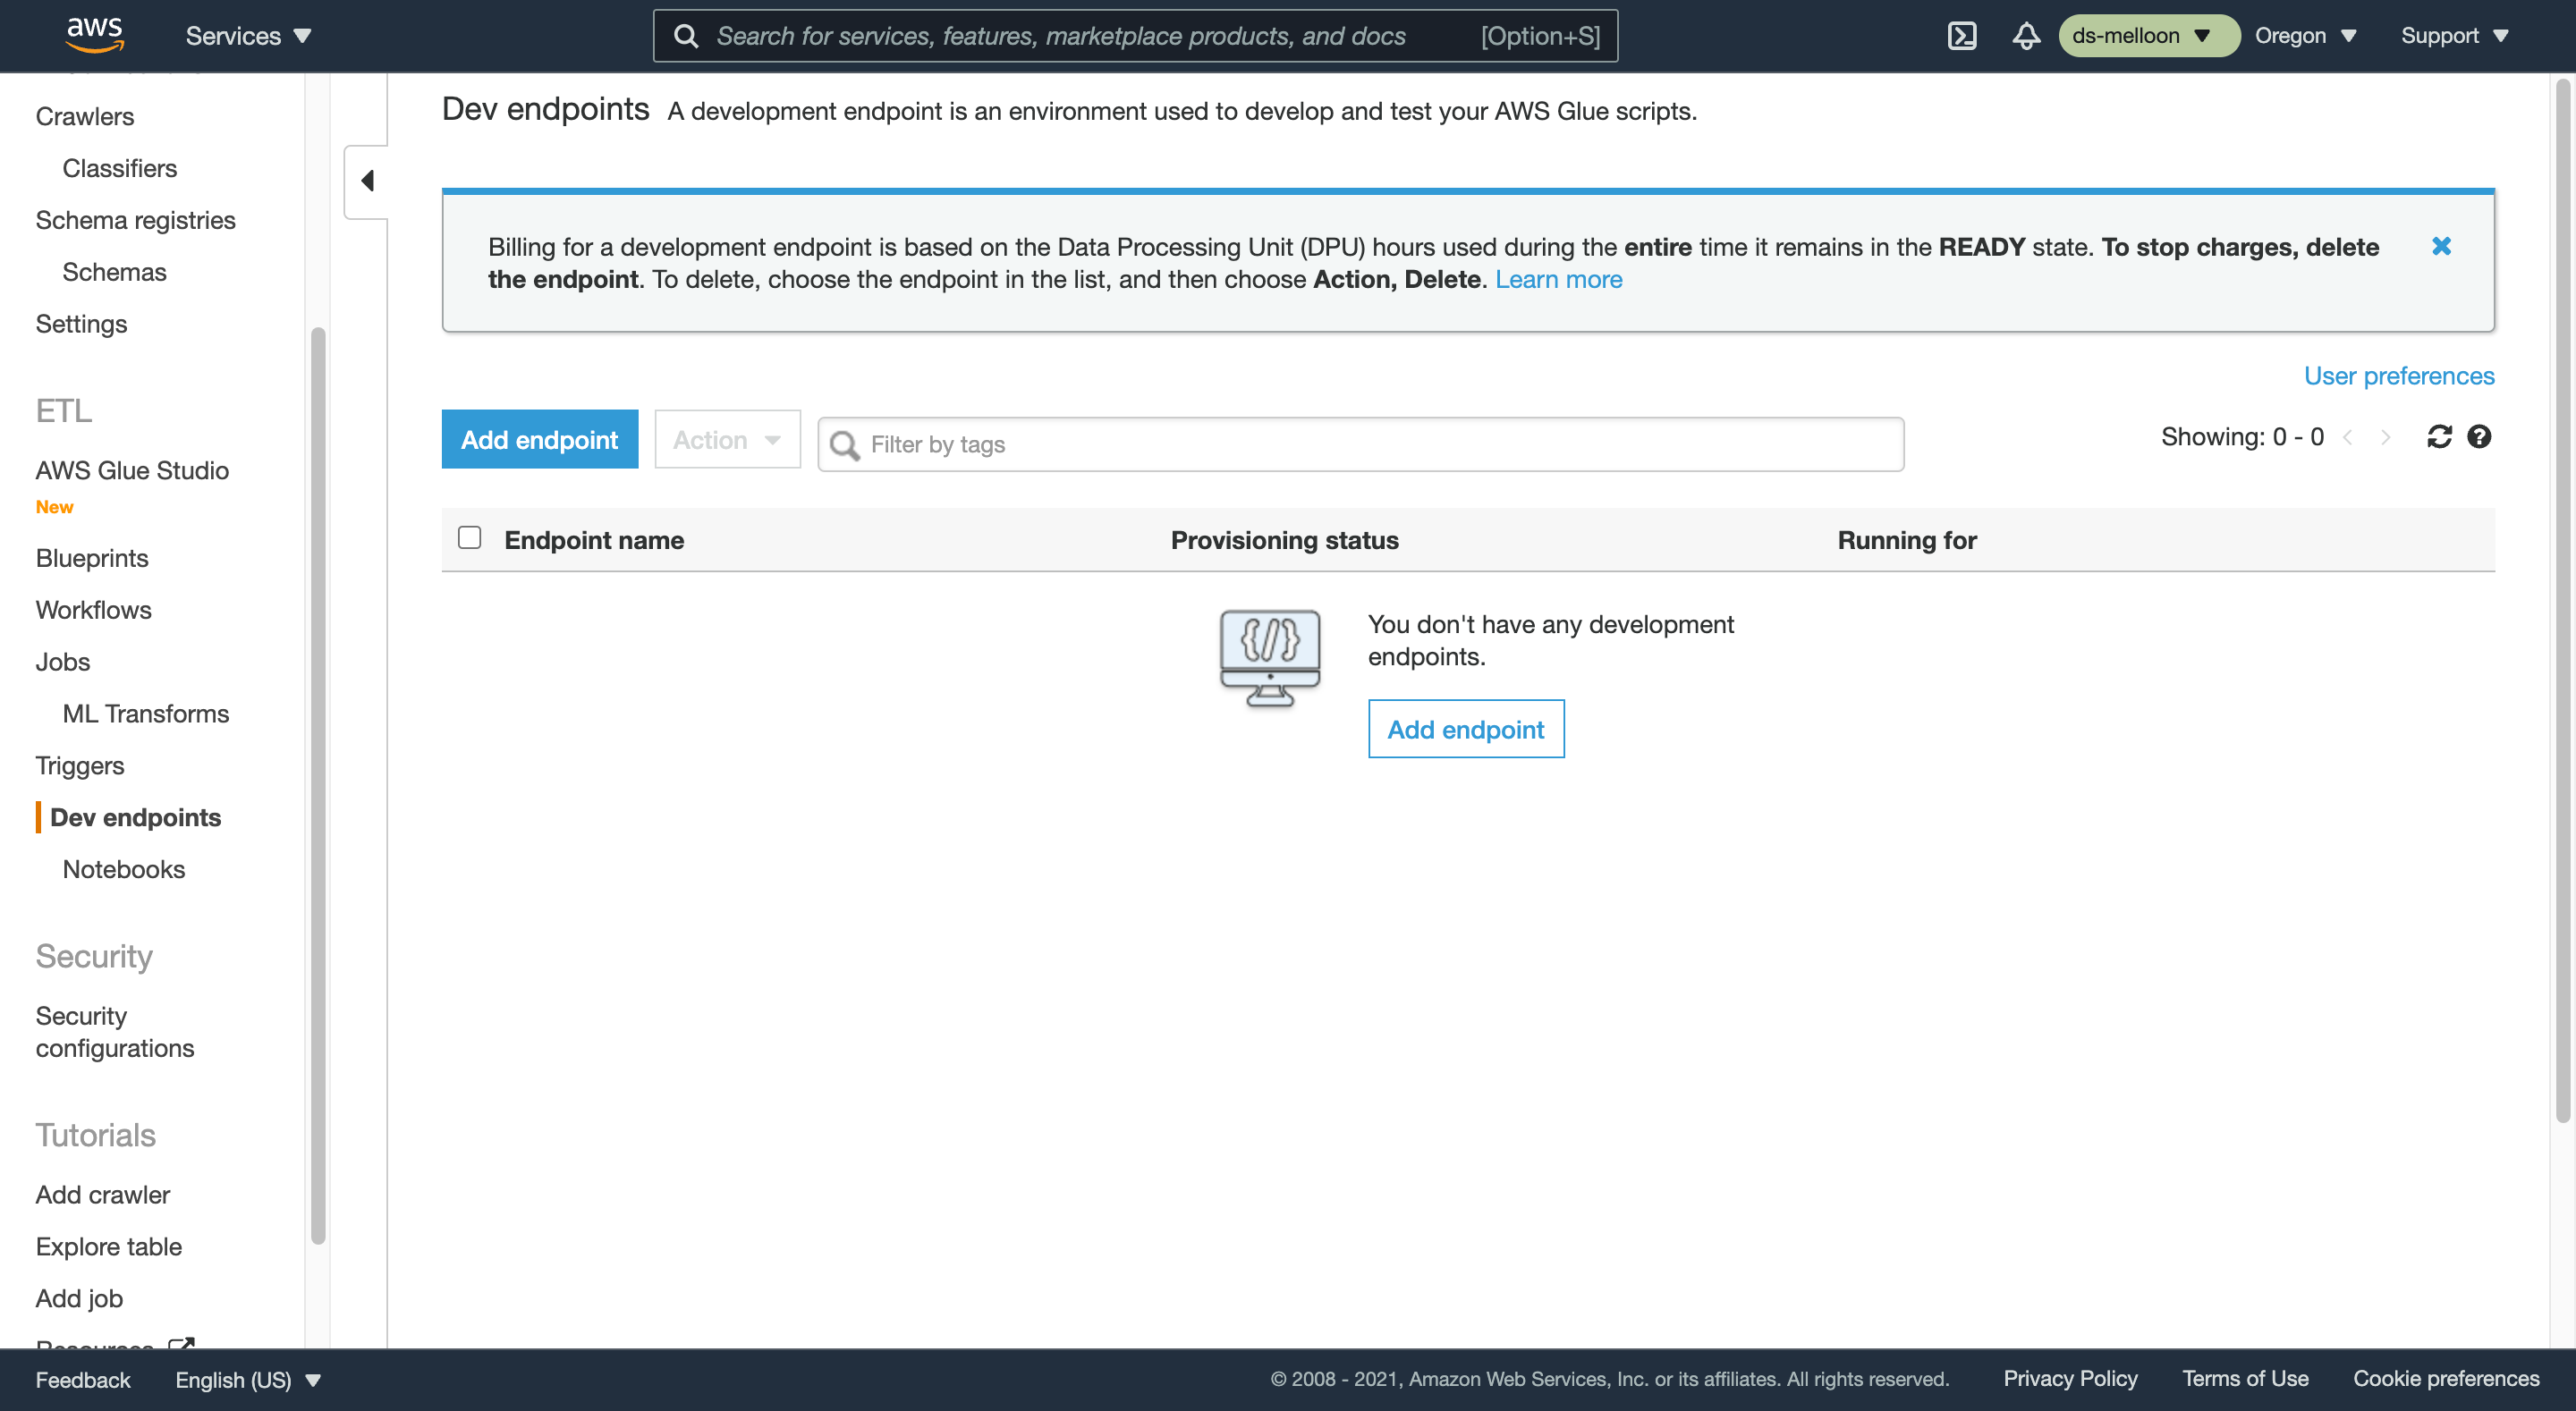 aws
Services
Search for services, features, marketplace products, and docs
[Option+S]
ds-melloon
Oregon
Support
Crawlers
Classifiers
Schema registries
Schemas
Settings
ETL
AWS Glue Studio
New
Blueprints
Workflows
Jobs
ML Transforms
Triggers
Dev endpoints
Notebooks
Security
Security
configurations
Tutorials
Add crawler
Explore table
Add job
Resources
Dev endpoints A development endpoint is an environment used to develop and test your AWS Glue scripts.
Billing for a development endpoint is based on the Data Processing Unit (DPU) hours used during the entire time it remains in the READY state. To stop charges, delete
the endpoint. To delete, choose the endpoint in the list, and then choose Action, Delete. Learn more
User preferences
Add endpoint
Action
Filter by tags
Showing: 0 - 0
Endpoint name
Provisioning status
Running for
You don't have any development
endpoints.
Add endpoint
Feedback
English (US)
© 2008 - 2021, Amazon Web Services, Inc. or its affiliates. All rights reserved.
Privacy Policy
Terms of Use
Cookie preferences